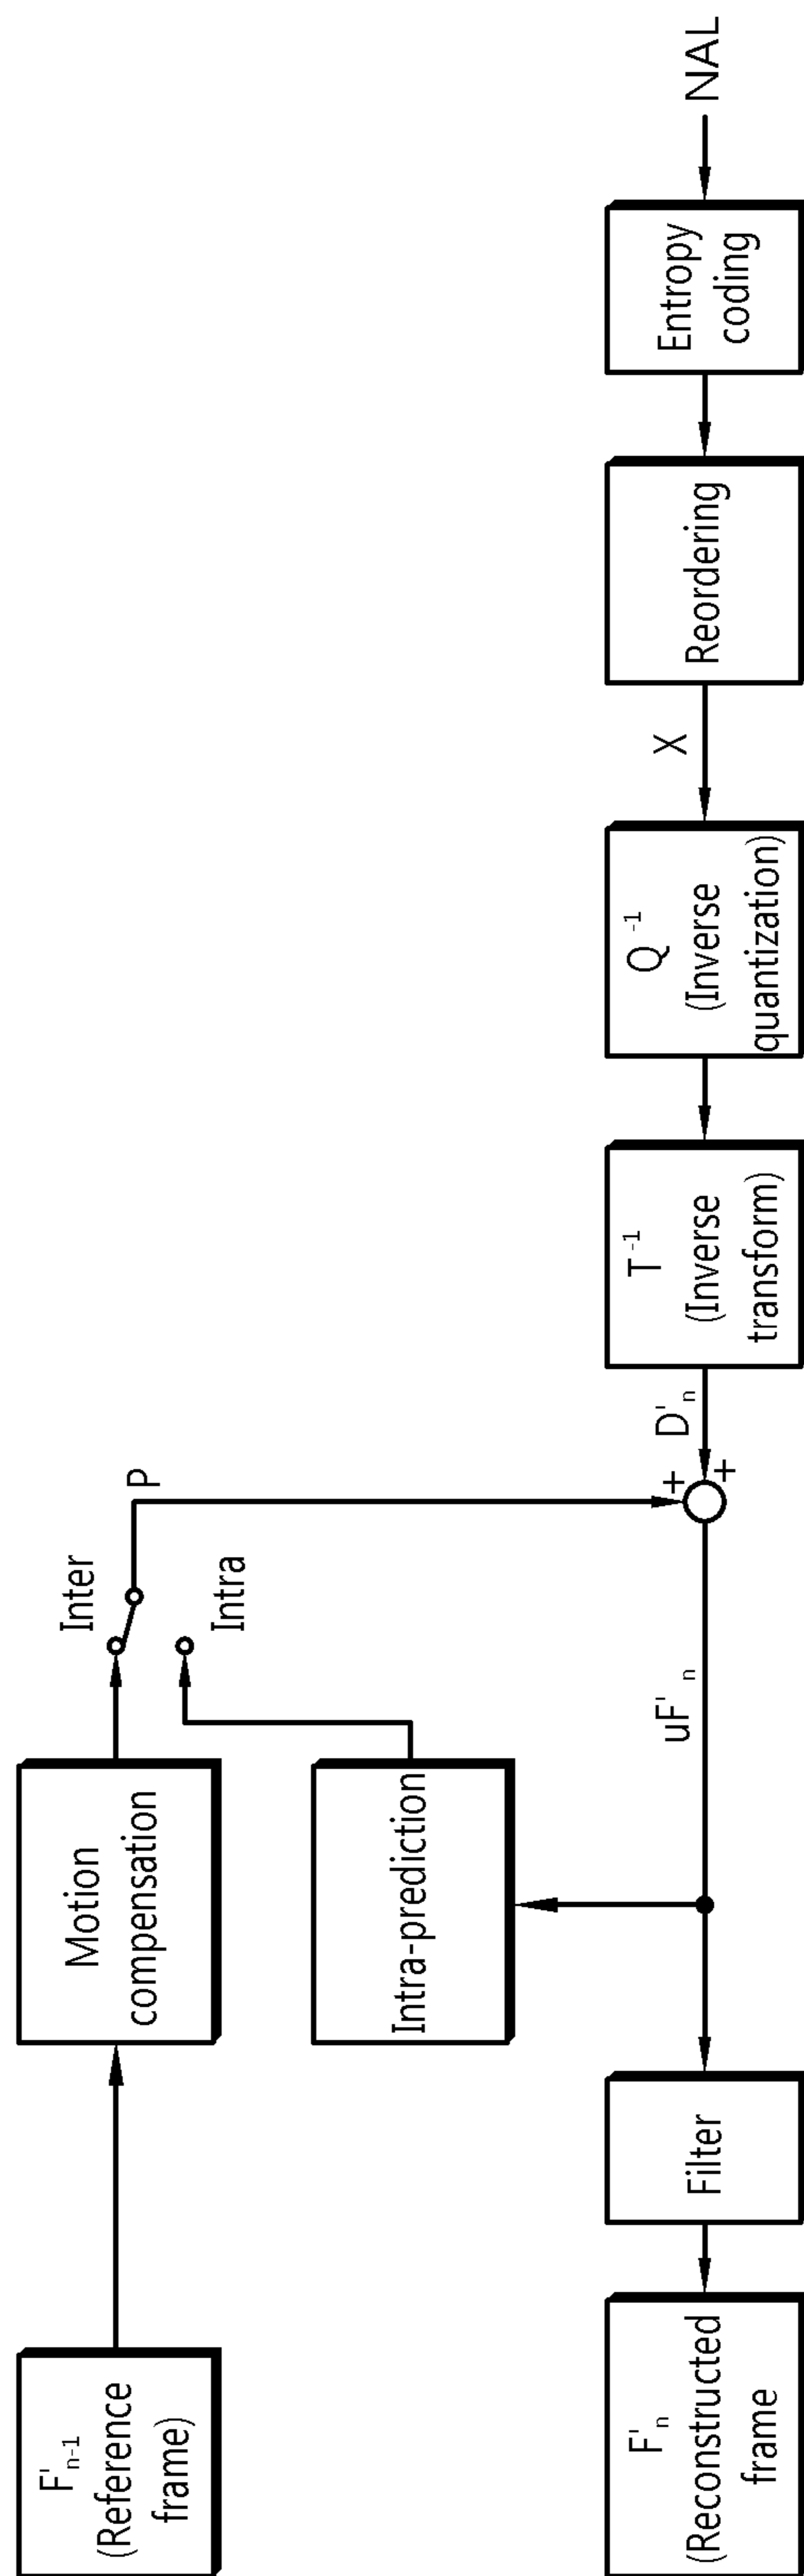 F'n-1
(Reference
frame)
Motion
compensation
Inter
P
Intra
Intra-prediction
F'n
(Reconstructed
frame
Filter
uF'n
+
+
D'n
T-1
(Inverse
transform)
Q-1
(Inverse
quantization)
X
Reordering
Entropy
coding
NAL